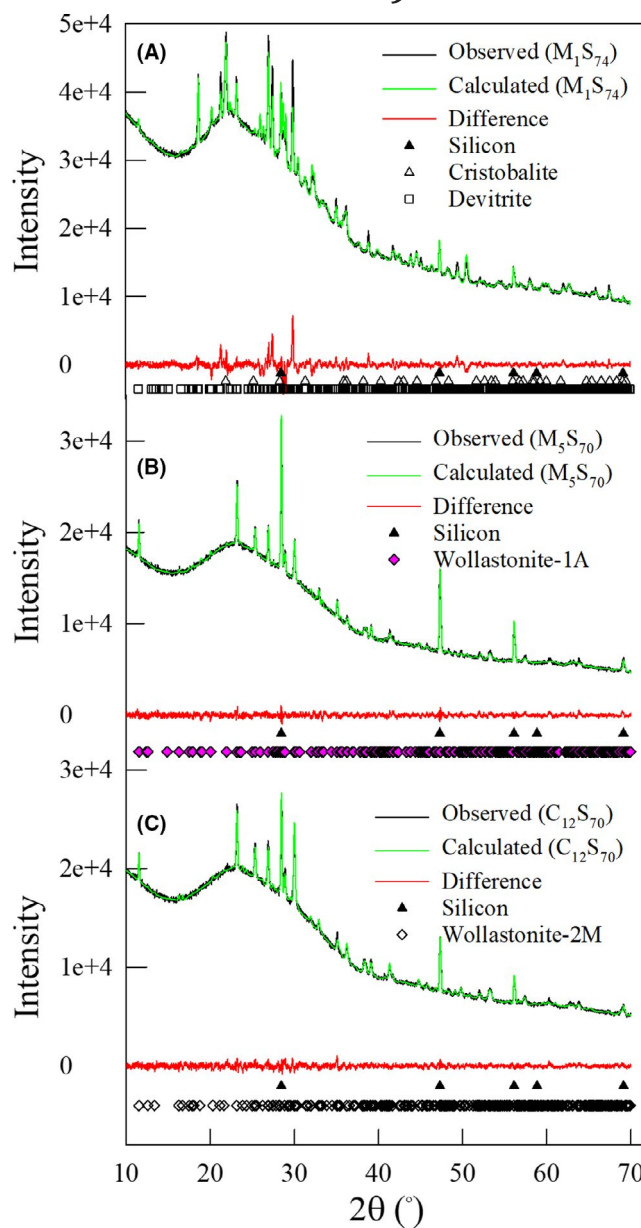 5e+4
(A)
Observed (M₁S₇₄)
Calculated (M₁S₇₄)
4e+4
Difference
Silicon
3e+4
Cristobalite
Devitrite
Intensity
2e+4
1e+4
0
3e+4
(B)
Observed (M₅S₇₀)
Calculated (M₅S₇₀)
Difference
2e+4
Silicon
Wollastonite-1A
Intensity
1e+4
0
3e+4
(C)
Observed (C₁₂S₇₀)
Calculated (C₁₂S₇₀)
2e+4
Difference
Silicon
Wollastonite-2M
Intensity
1e+4
0
10 20 30 40 50 60 70
2θ (°)